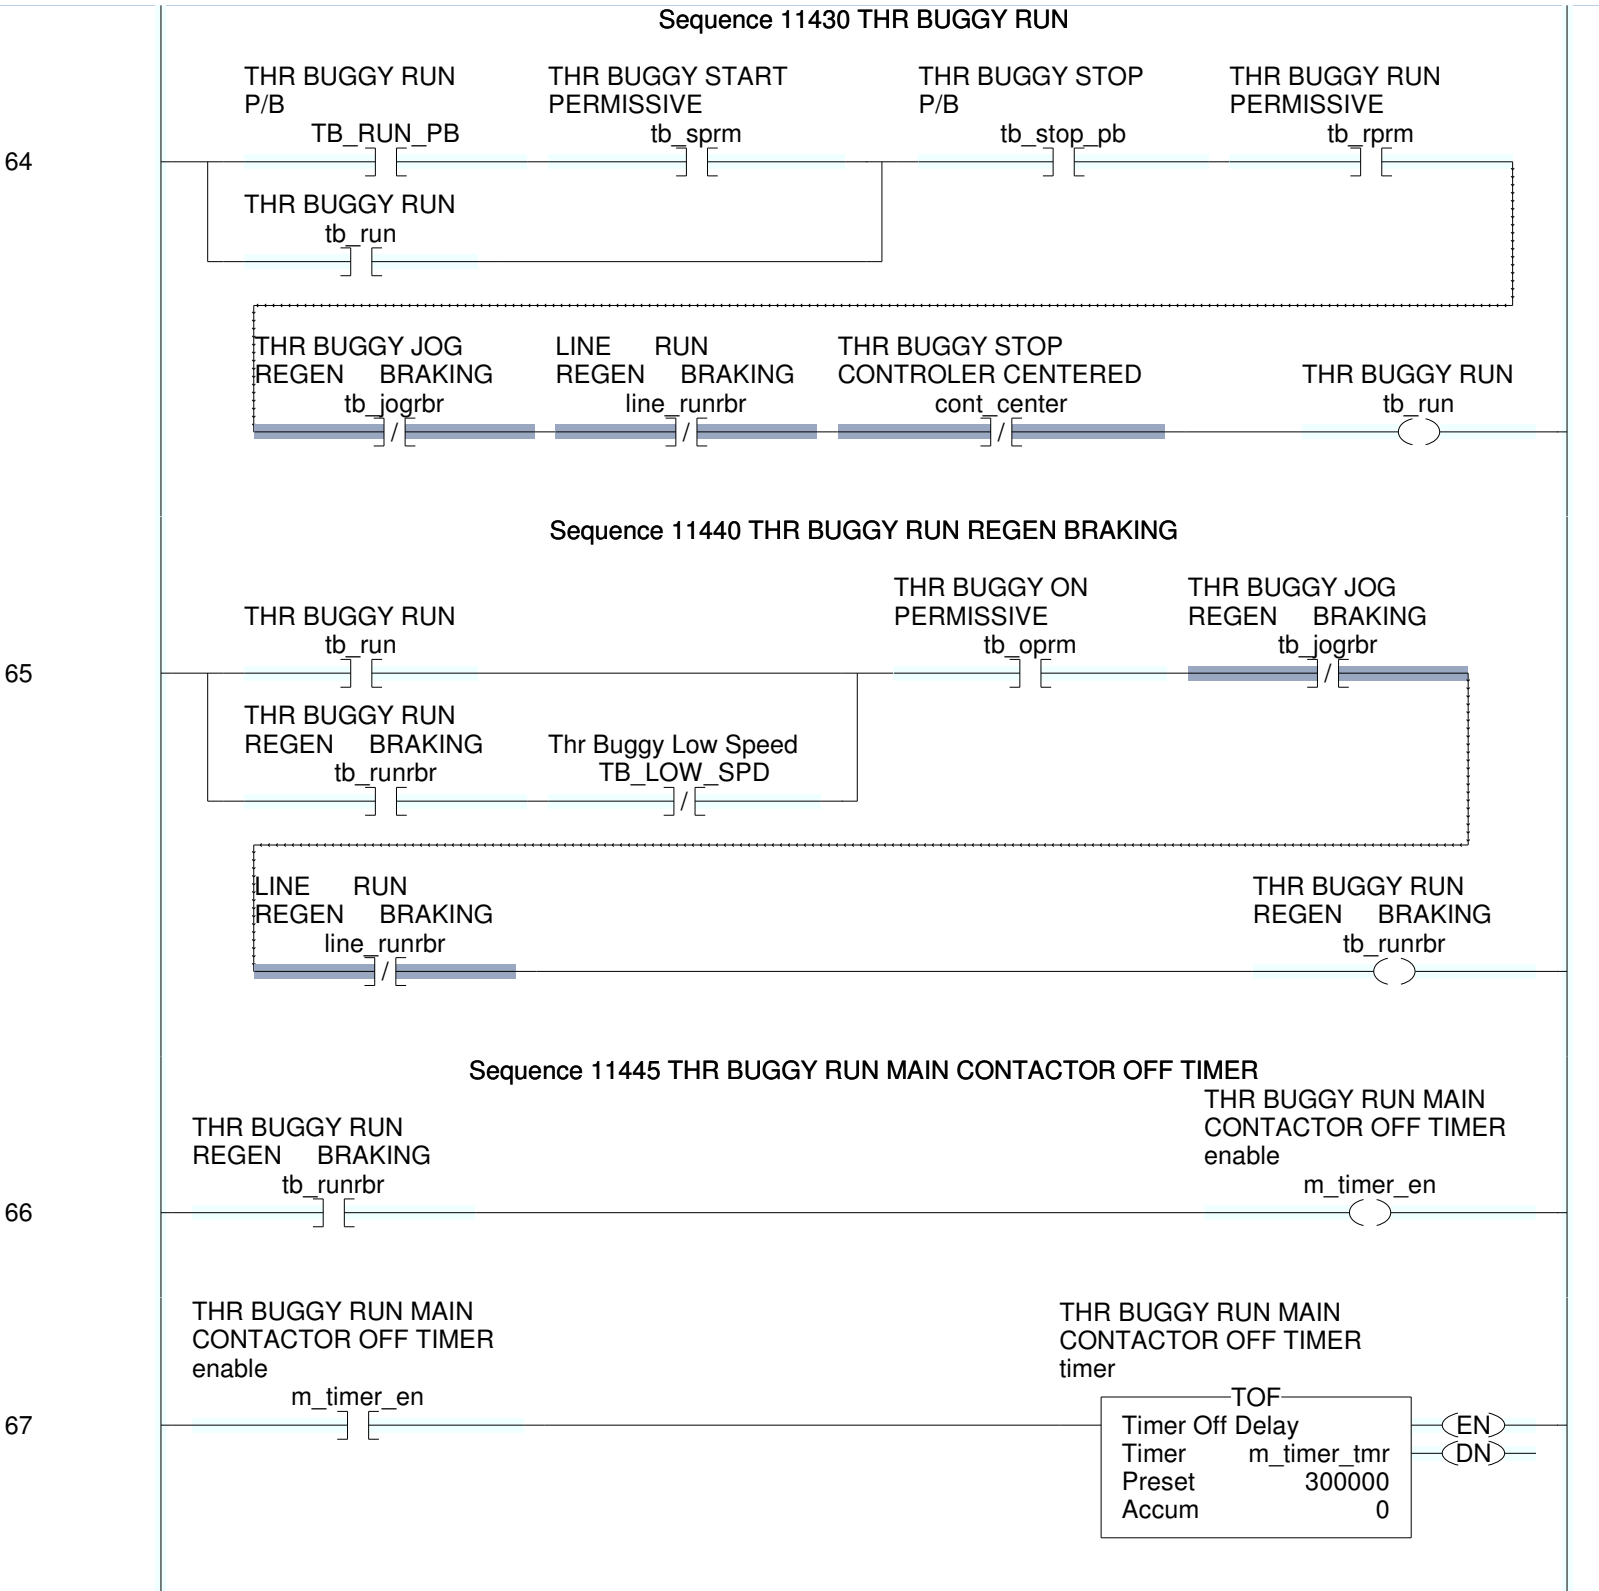 Sequence 11430 THR BUGGY RUN
THR BUGGY RUN
P/B
TB_RUN_PB
THR BUGGY START
PERMISSIVE
tb_sprm
THR BUGGY STOP
P/B
tb_stop_pb
THR BUGGY RUN
PERMISSIVE
tb_rprm
64
THR BUGGY RUN
tb_run
THR BUGGY JOG
REGEN BRAKING
tb_jogrbr
/
LINE RUN
REGEN BRAKING
line_runrbr
/
THR BUGGY STOP
CONTROLER CENTERED
cont_center
/
THR BUGGY RUN
tb_run
Sequence 11440 THR BUGGY RUN REGEN BRAKING
THR BUGGY RUN
tb_run
THR BUGGY ON
PERMISSIVE
tb_oprm
THR BUGGY JOG
REGEN BRAKING
tb_jogrbr
/
65
THR BUGGY RUN
REGEN BRAKING
tb_runrbr
Thr Buggy Low Speed
TB_LOW_SPD
/
LINE RUN
REGEN BRAKING
line_runrbr
/
THR BUGGY RUN
REGEN BRAKING
tb_runrbr
Sequence 11445 THR BUGGY RUN MAIN CONTACTOR OFF TIMER
THR BUGGY RUN
REGEN BRAKING
tb_runrbr
THR BUGGY RUN MAIN
CONTACTOR OFF TIMER
enable
m_timer_en
66
THR BUGGY RUN MAIN
CONTACTOR OFF TIMER
enable
m_timer_en
THR BUGGY RUN MAIN
CONTACTOR OFF TIMER
timer
67
TOF
Timer Off Delay
Timer m_timer_tmr
Preset 300000
Accum 0
EN
DN